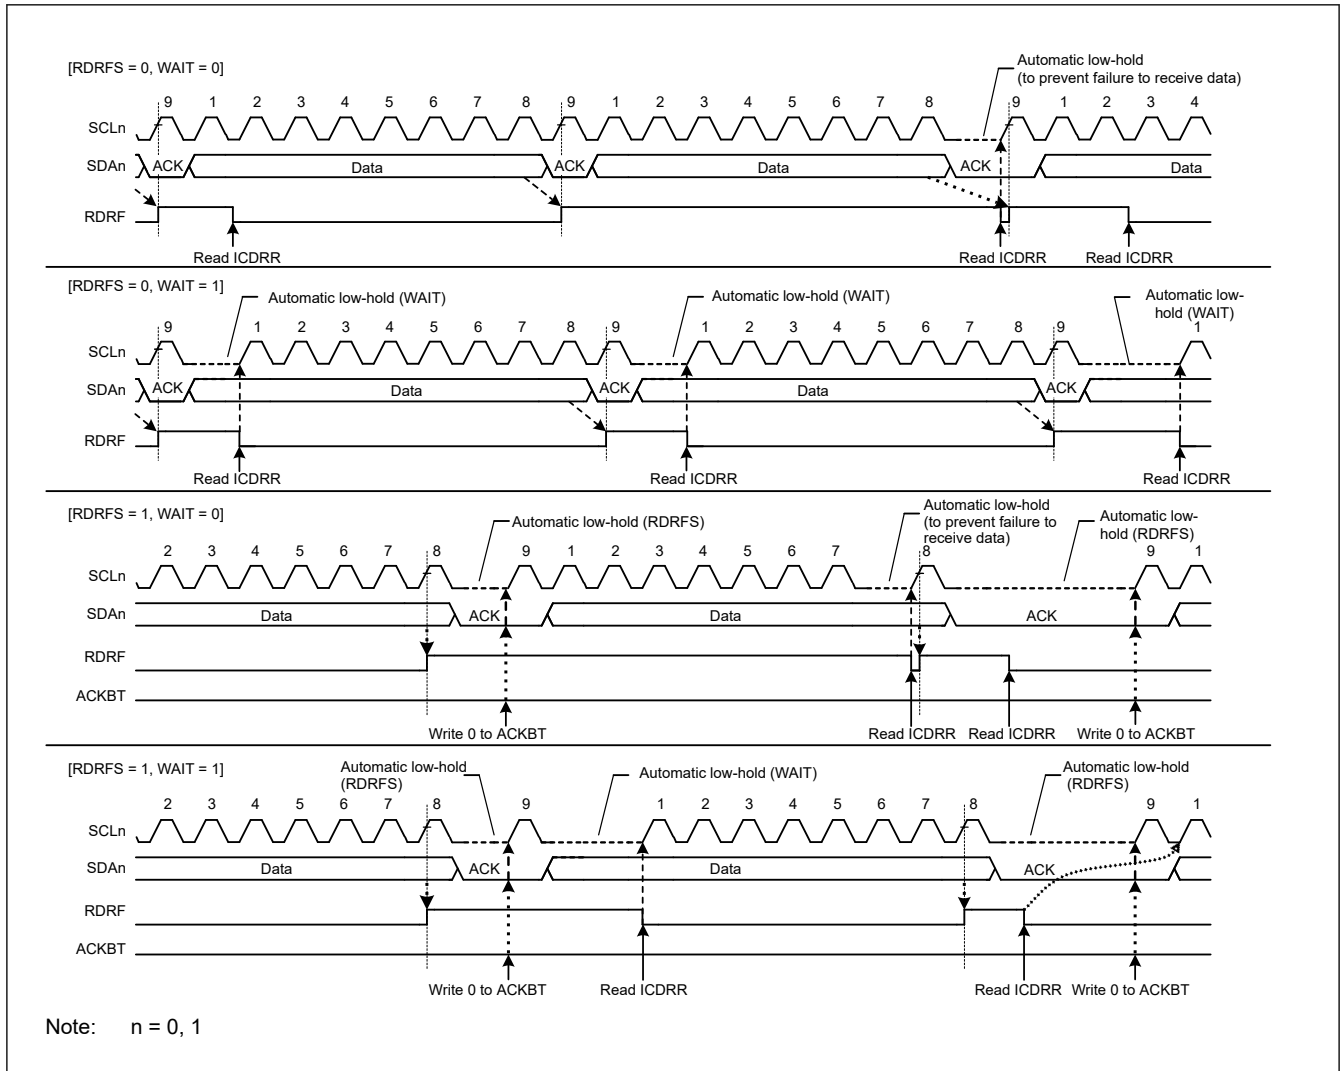 [RDRFS = 0, WAIT = 0]
Automatic low-hold
(to prevent failure to receive data)
9 1 2 3 4 5 6 7 8 9 1 2 3 4 5 6 7 8 9 1 2 3 4
SCLn
SDAn ACK Data ACK Data ACK Data
RDRF
Read ICDRR Read ICDRR Read ICDRR
[RDRFS = 0, WAIT = 1]
Automatic low-hold (WAIT) Automatic low-hold (WAIT) Automatic low-
hold (WAIT)
9 1 2 3 4 5 6 7 8 9 1 2 3 4 5 6 7 8 9 1
SCLn
SDAn ACK Data ACK Data ACK
RDRF
Read ICDRR Read ICDRR Read ICDRR
[RDRFS = 1, WAIT = 0]
Automatic low-hold (RDRFS)
Automatic low-hold
(to prevent failure to
receive data)
Automatic low-
hold (RDRFS)
2 3 4 5 6 7 8 9 1 2 3 4 5 6 7 8 9 1
SCLn
SDAn Data ACK Data ACK
RDRF
ACKBT
Write 0 to ACKBT Read ICDRR Read ICDRR Write 0 to ACKBT
[RDRFS = 1, WAIT = 1]
Automatic low-hold
(RDRFS)
Automatic low-hold (WAIT)
Automatic low-hold
(RDRFS)
2 3 4 5 6 7 8 9 1 2 3 4 5 6 7 8 9 1
SCLn
SDAn Data ACK Data ACK
RDRF
ACKBT
Write 0 to ACKBT Read ICDRR Read ICDRR Write 0 to ACKBT
Note: n = 0, 1